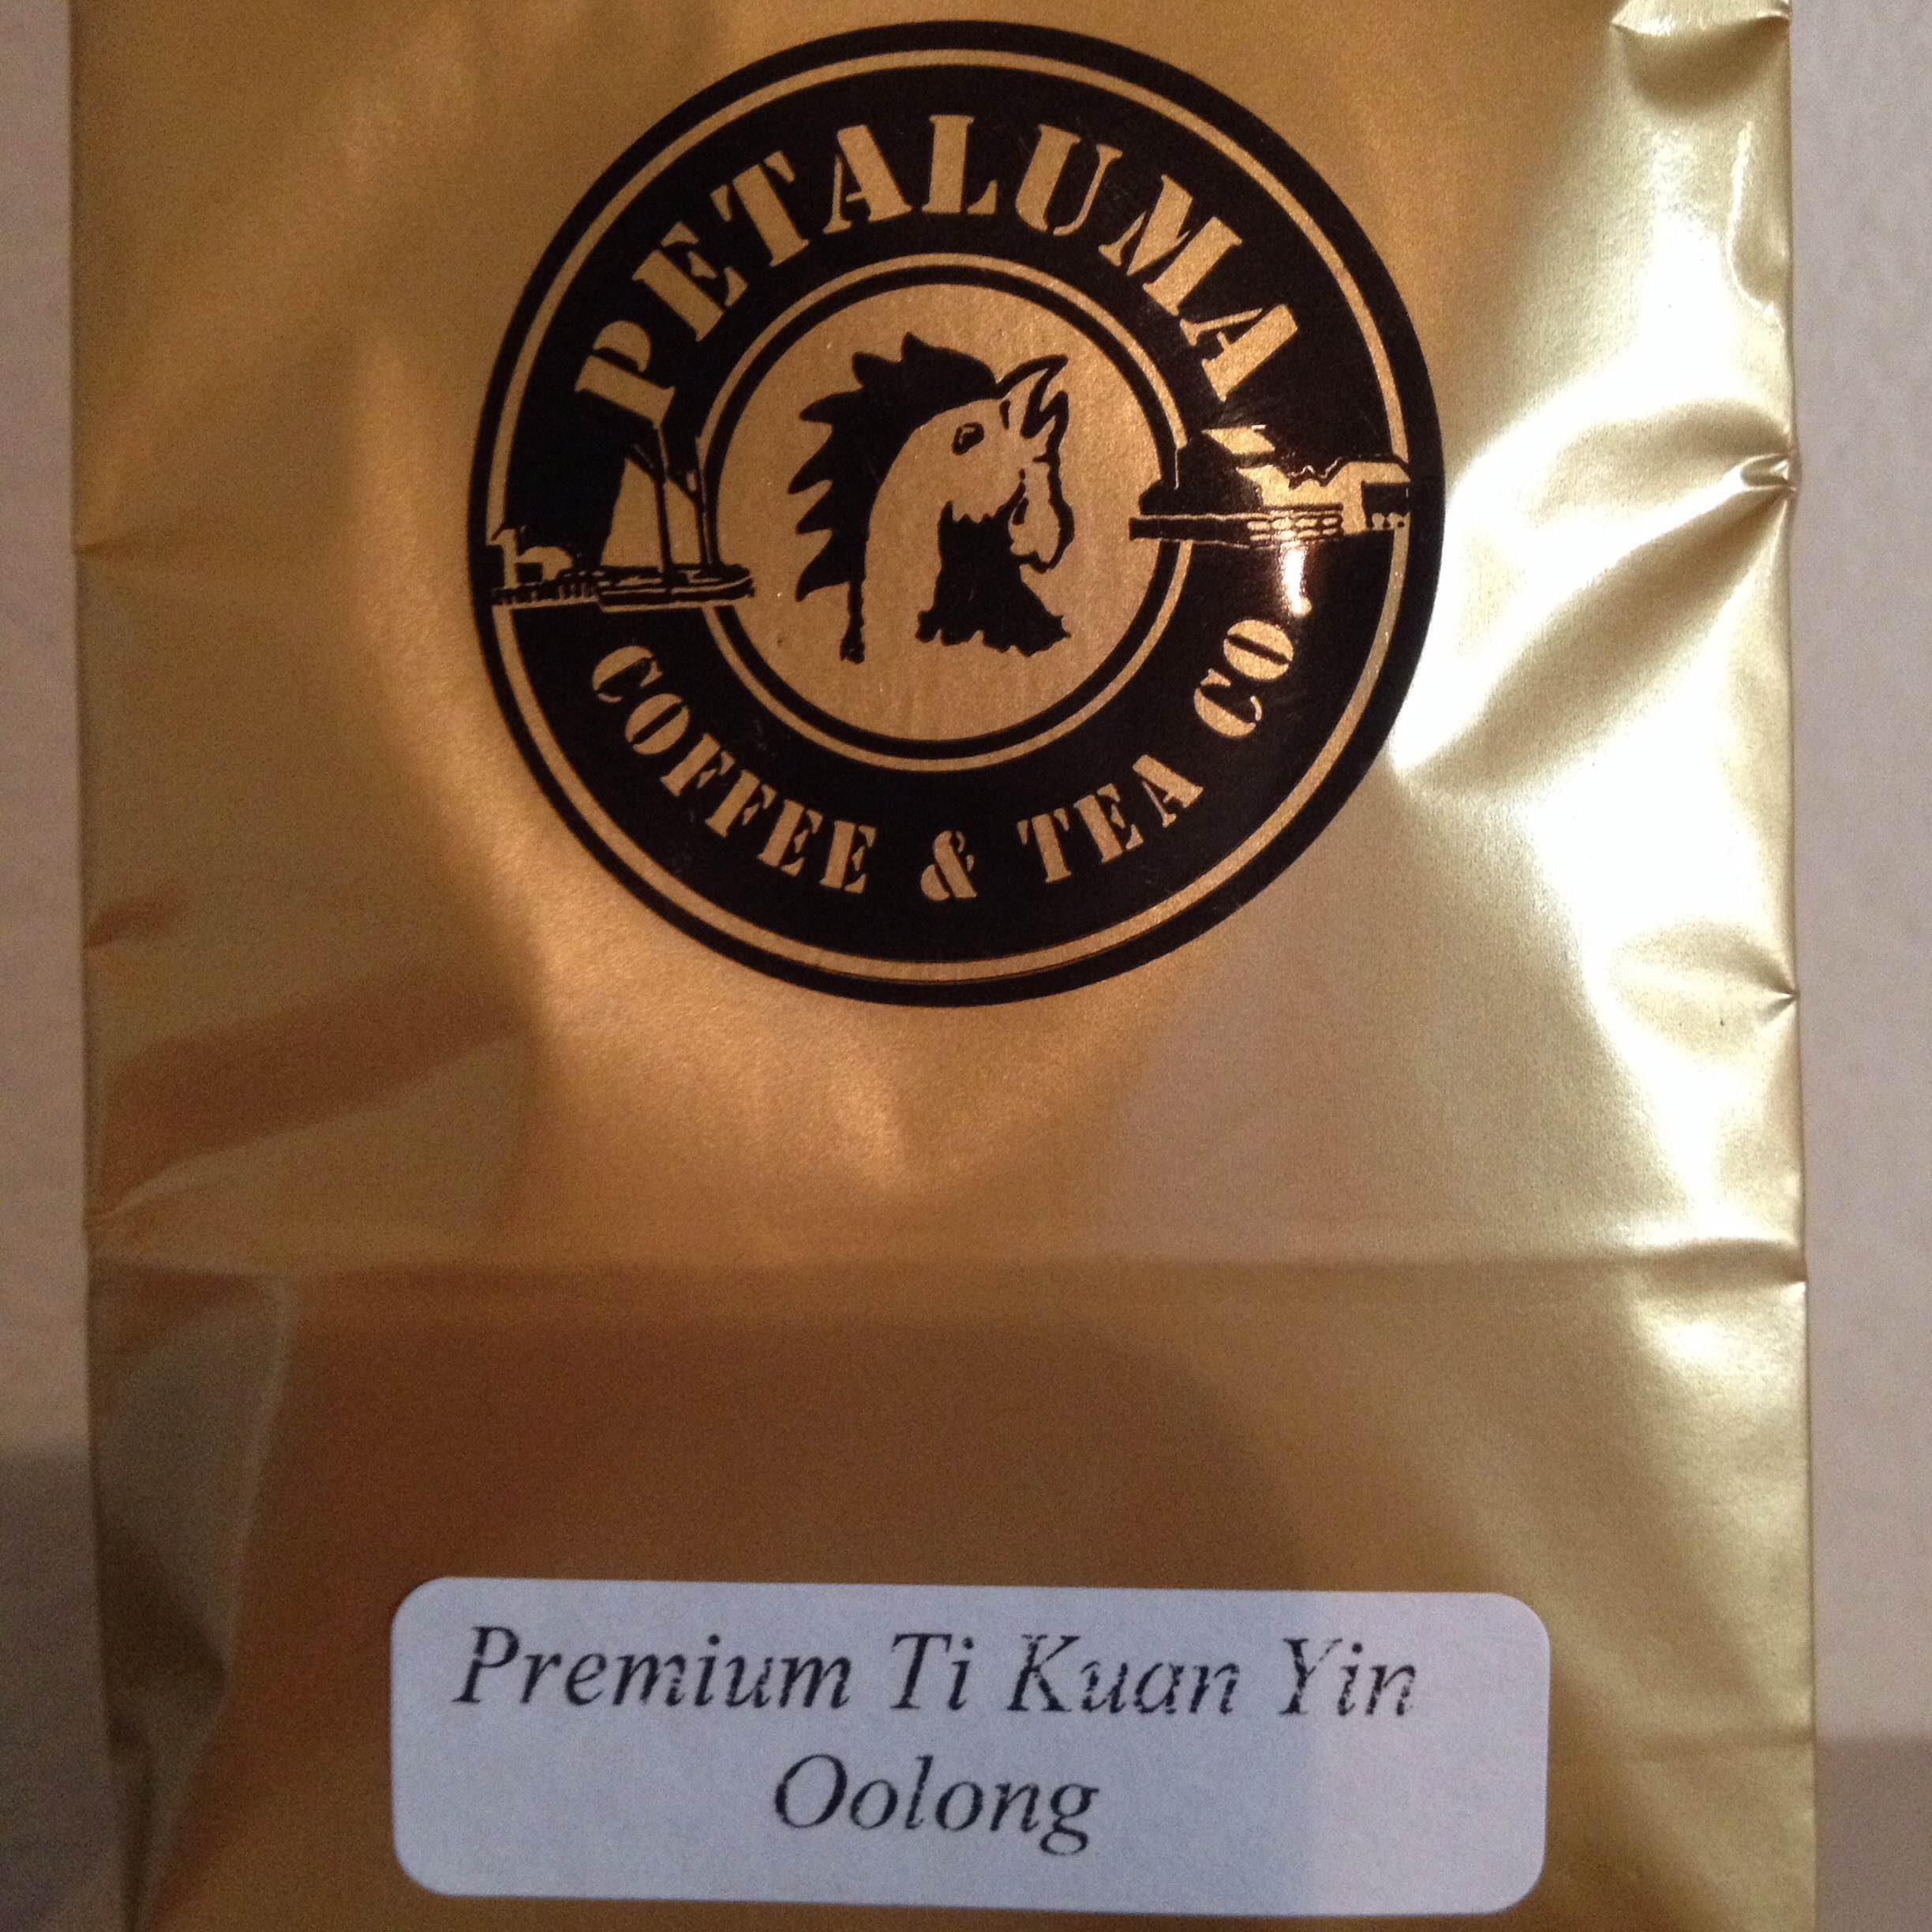 PETALUMA
COFFEE & TEA CO.
Premium Ti Kuan Yin
Oolong